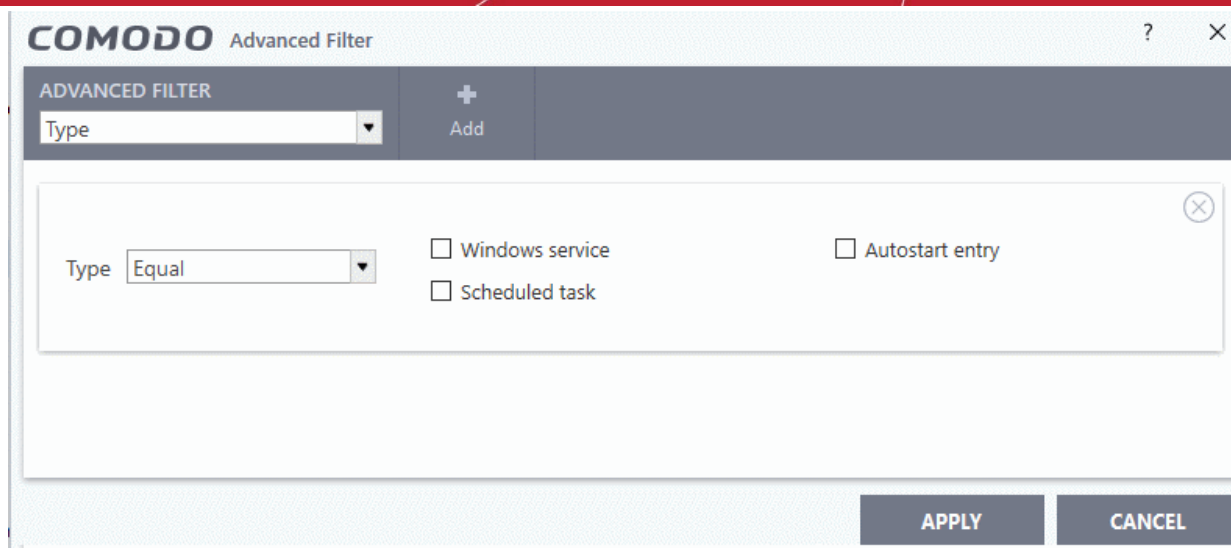 COMODO Advanced Filter ?
ADVANCED FILTER
Type
Add
Type Equal
Windows service
Autostart entry
Scheduled task
APPLY
CANCEL